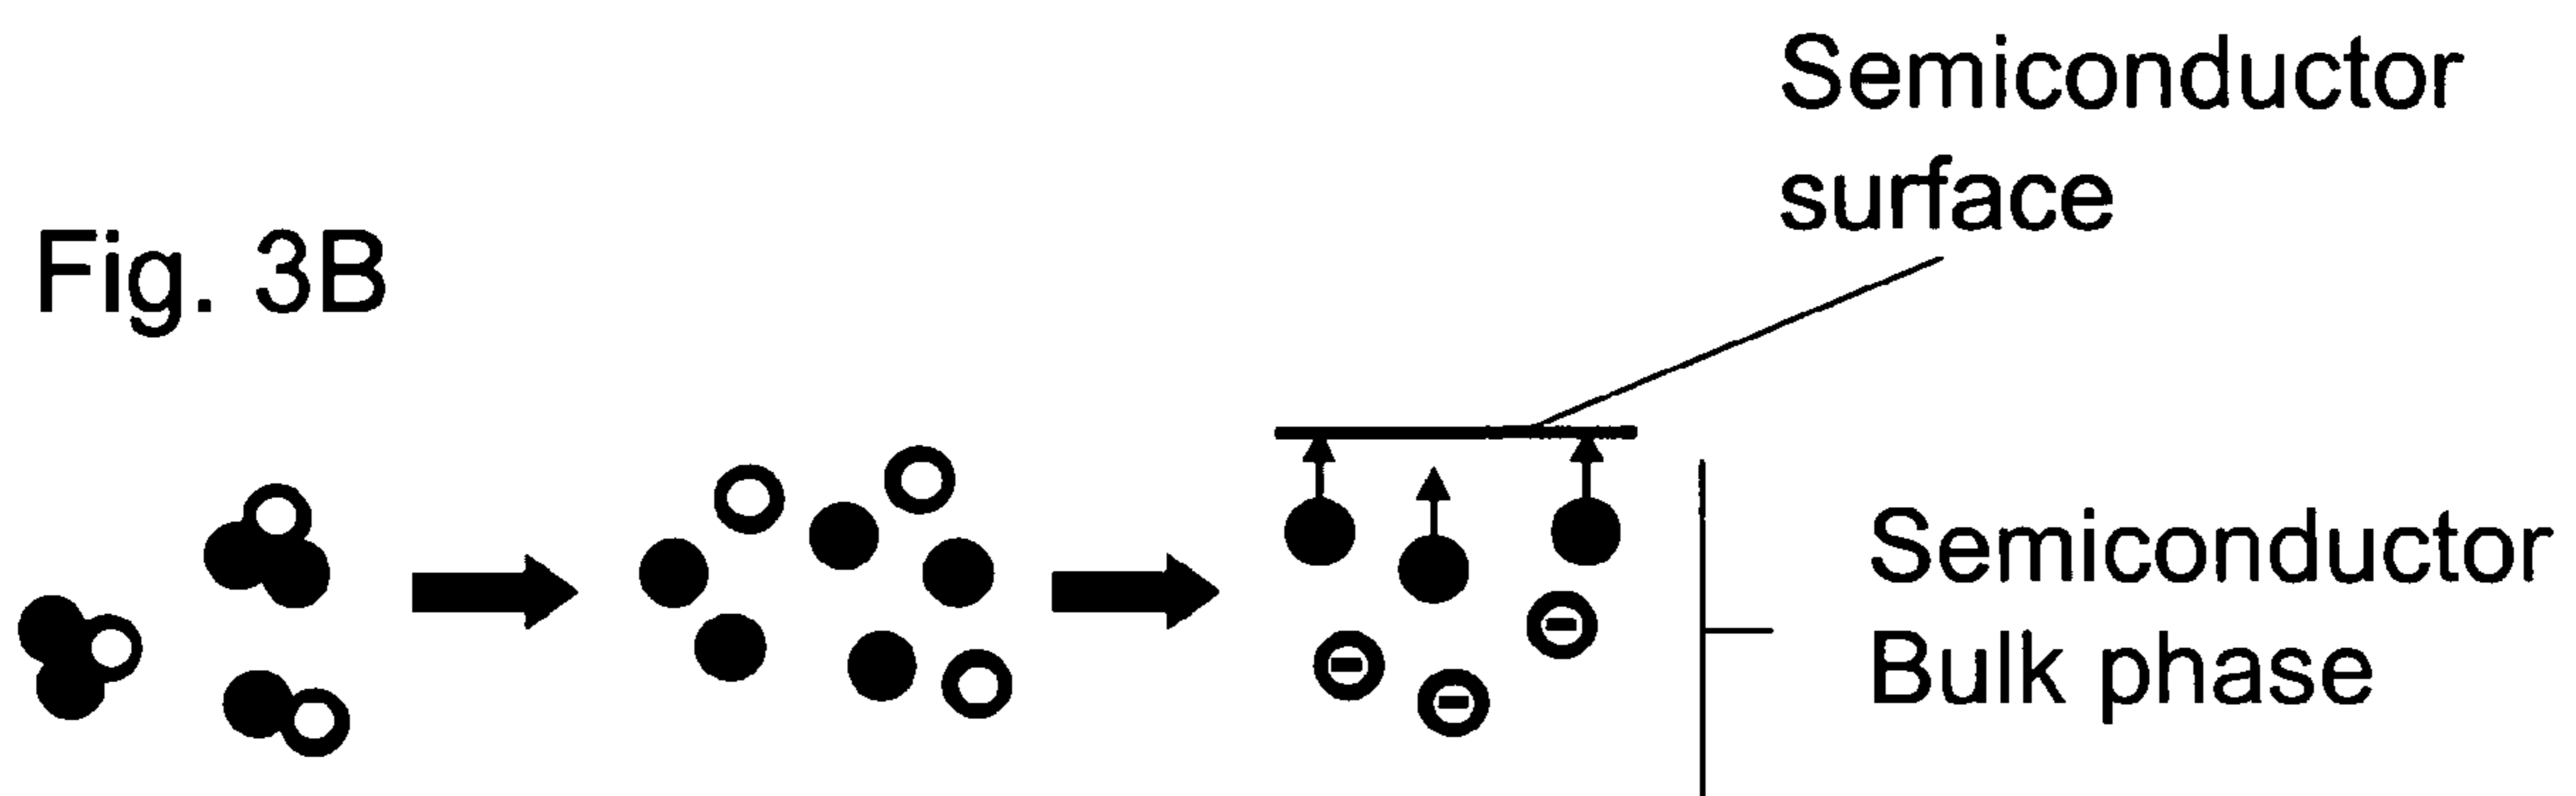 Semiconductor
surface
Fig. 3B
Semiconductor
Bulk phase